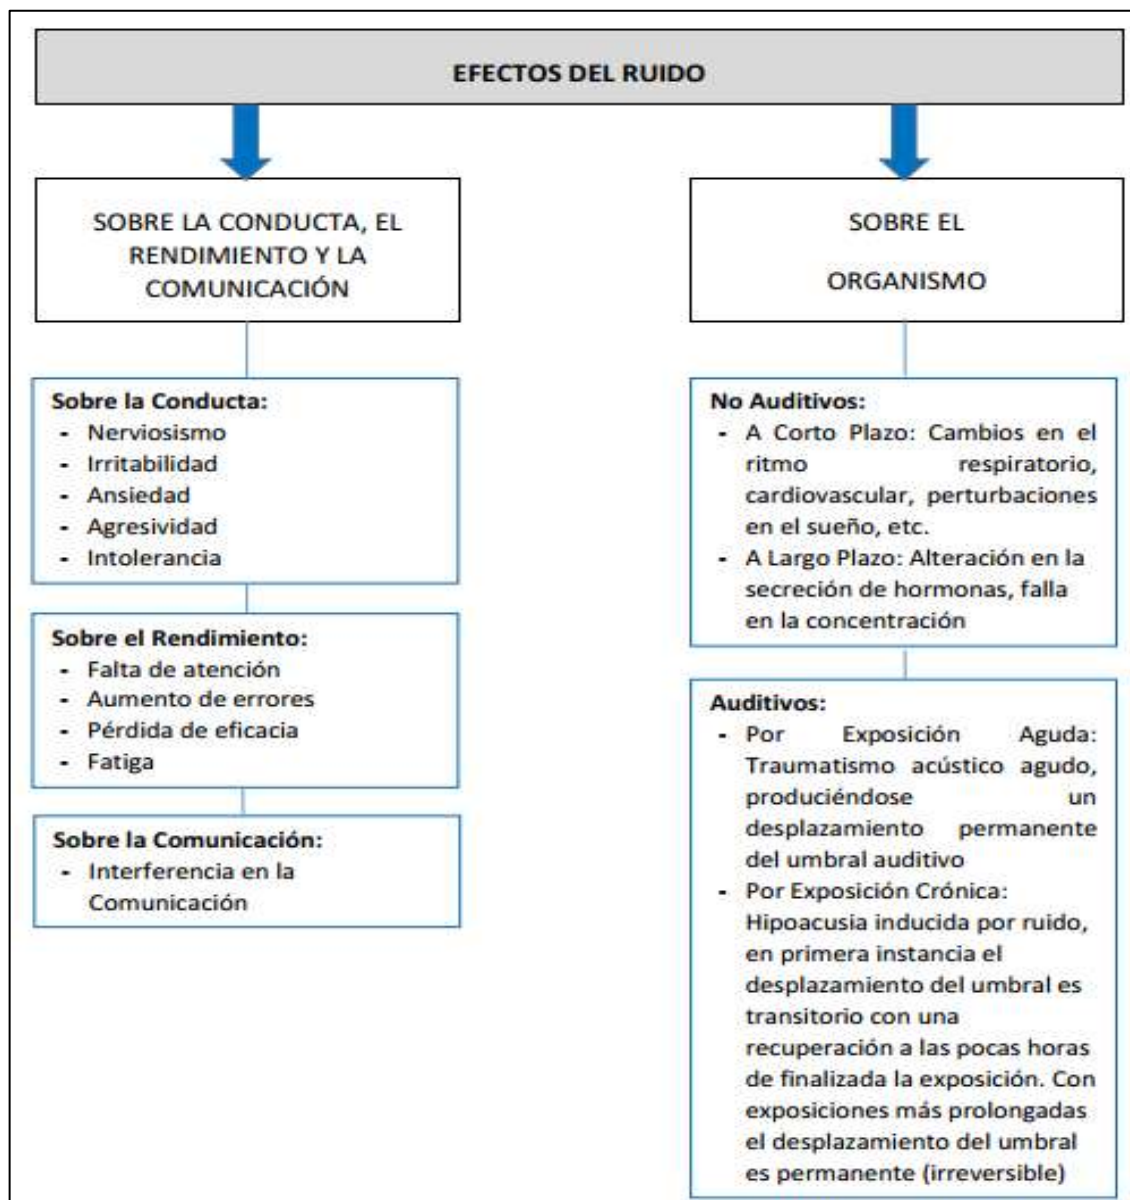 EFECTOS DEL RUIDO
SOBRE LA CONDUCTA, EL
RENDIMIENTO Y LA
COMUNICACIÓN
Sobre la Conducta:
- Nerviosismo
- Irritabilidad
- Ansiedad
- Agresividad
- Intolerancia
Sobre el Rendimiento:
- Falta de atención
- Aumento de errores
- Pérdida de eficacia
- Fatiga
Sobre la Comunicación:
- Interferencia en la
Comunicación
SOBRE EL
ORGANISMO
No Auditivos:
- A Corto Plazo: Cambios en el
ritmo respiratorio,
cardiovascular, perturbaciones
en el sueño, etc.
- A Largo Plazo: Alteración en la
secreción de hormonas, falla
en la concentración
Auditivos:
- Por Exposición Aguda:
Traumatismo acústico agudo,
produciéndose un
desplazamiento permanente
del umbral auditivo
- Por Exposición Crónica:
Hipoacusia inducida por ruido,
en primera instancia el
desplazamiento del umbral es
transitorio con una
recuperación a las pocas horas
de finalizada la exposición. Con
exposiciones más prolongadas
el desplazamiento del umbral
es permanente (irreversible)